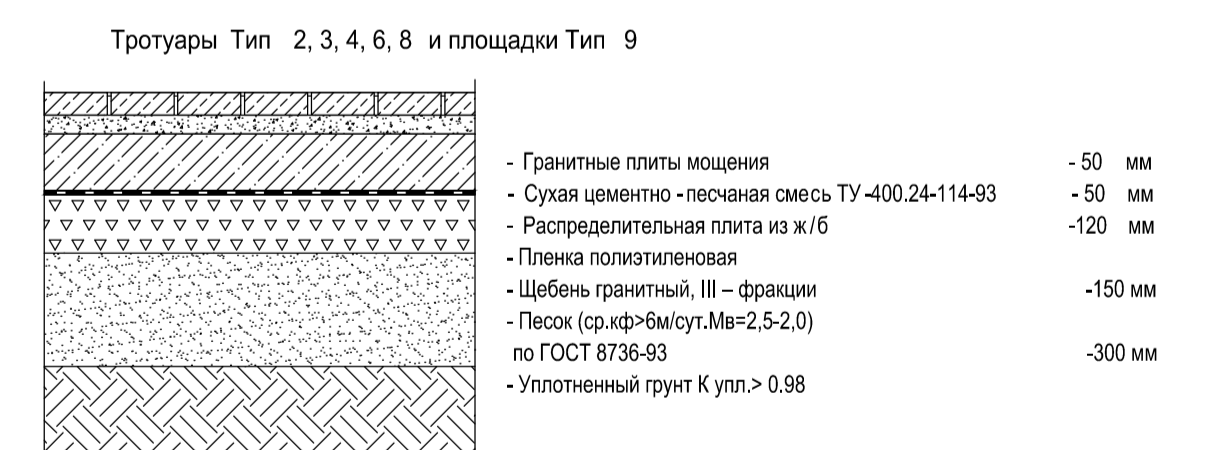 Тротуары Тип 2, 3, 4, 6, 8 и площадки Тип 9
- Гранитные плиты мощения - 50 мм
- Сухая цементно - песчаная смесь ТУ -400.24-114-93 - 50 мм
- Распределительная плита из ж/б -120 мм
- Пленка полиэтиленовая
- Щебень гранитный, III – фракции -150 мм
- Песок (ср.кф>6м/сут.Мв=2,5-2,0)
по ГОСТ 8736-93 -300 мм
- Уплотненный грунт К упл.> 0.98